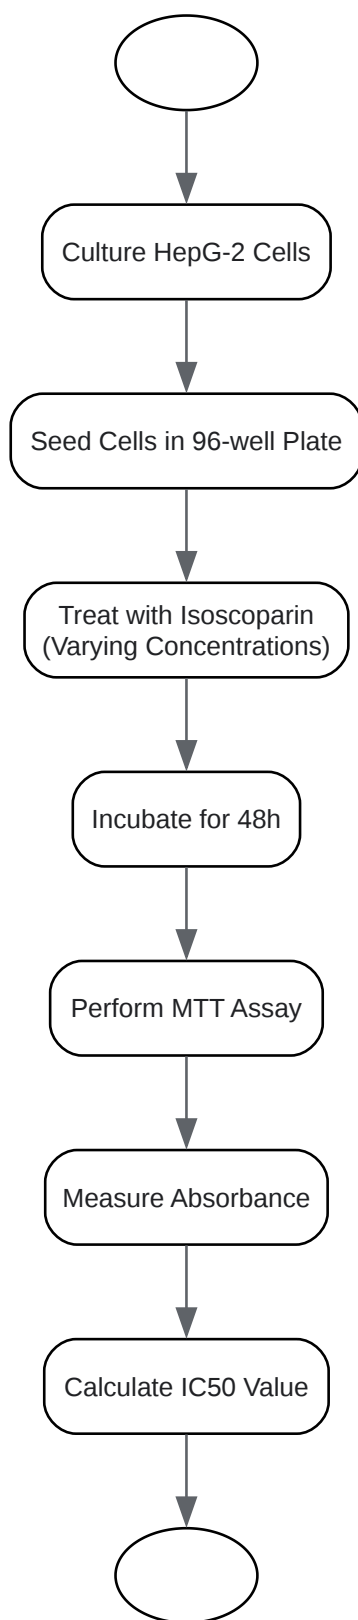 Culture HepG-2 Cells
Seed Cells in 96-well Plate
Treat with Isoscoparin
(Varying Concentrations)
Incubate for 48h
Perform MTT Assay
Measure Absorbance
Calculate IC50 Value